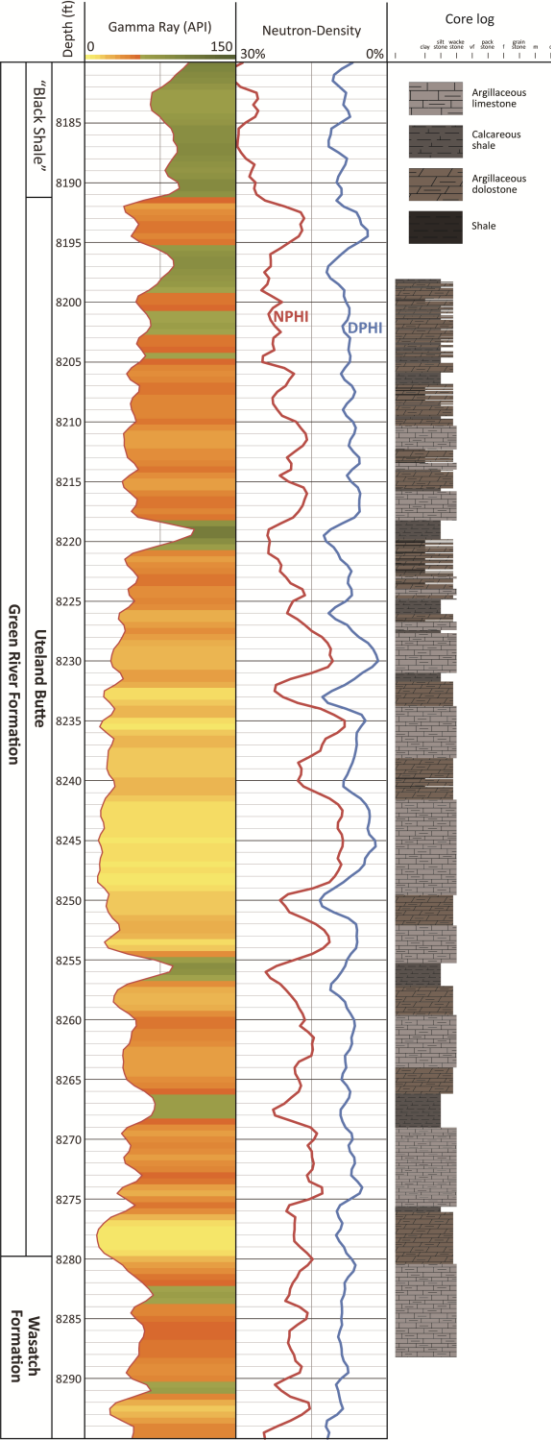 Depth (ft)
Gamma Ray (API)
0 150
Neutron-Density
30% 0%
Core log
clay
silt stone
wacke stone
vf
pack stone
f
grain stone
m
c
Green River Formation
"Black Shale"
Uteland Butte
Wasatch Formation
8185
8190
8195
8200
8205
8210
8215
8220
8225
8230
8235
8240
8245
8250
8255
8260
8265
8270
8275
8280
8285
8290
NPHI
DPHI
Argillaceous
limestone
Calcareous
shale
Argillaceous
dolostone
Shale